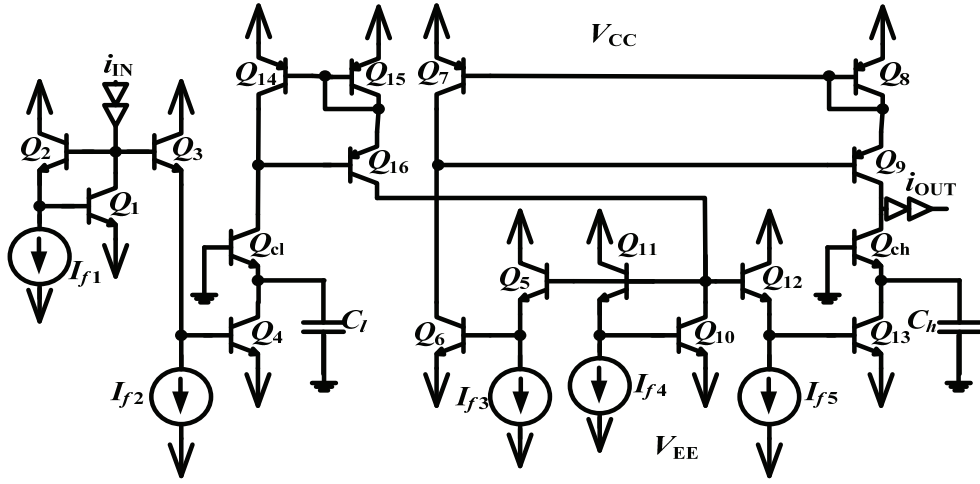 V_CC
i_IN
Q_14
Q_15
Q_7
Q_8
Q_2
Q_3
Q_16
Q_9
Q_1
i_OUT
I_f1
Q_cl
Q_ch
Q_5
Q_11
Q_12
Q_4
C_l
Q_6
Q_10
Q_13
C_h
I_f2
I_f3
I_f4
I_f5
V_EE